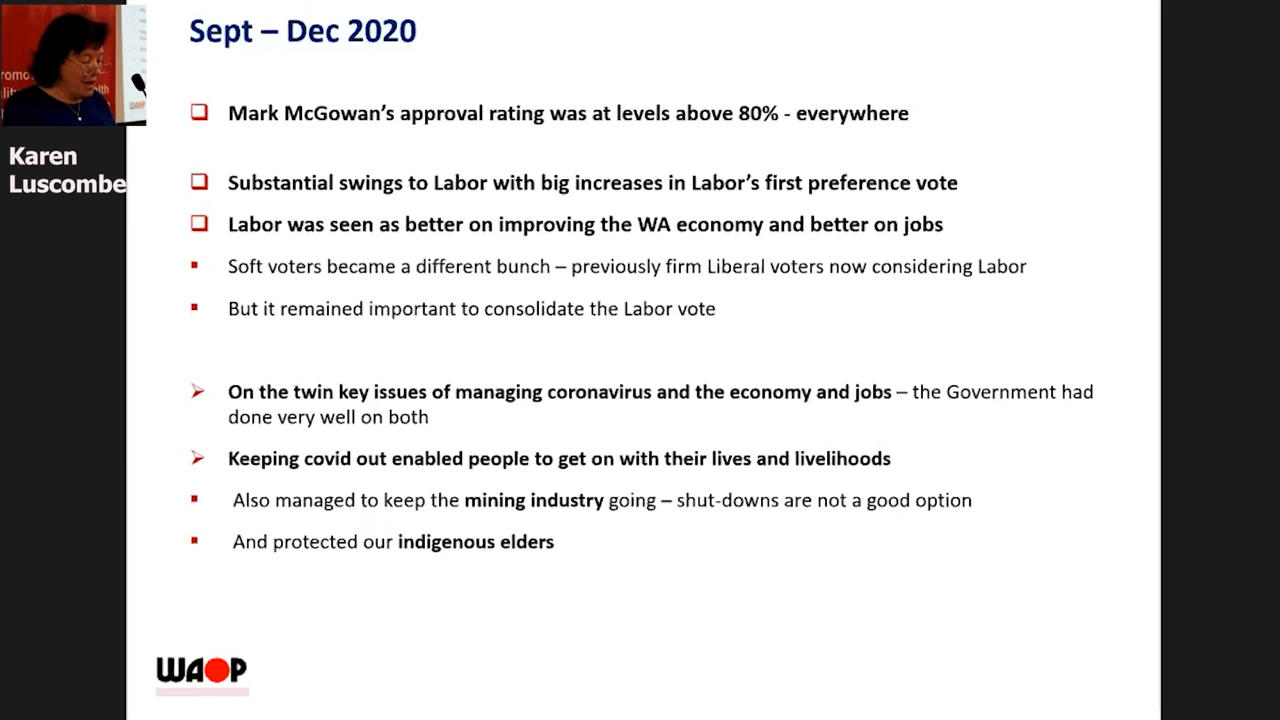 Sept – Dec 2020
Mark McGowan's approval rating was at levels above 80% - everywhere
Karen
Luscombe
Substantial swings to Labor with big increases in Labor's first preference vote
Labor was seen as better on improving the WA economy and better on jobs
Soft voters became a different bunch – previously firm Liberal voters now considering Labor
But it remained important to consolidate the Labor vote
On the twin key issues of managing coronavirus and the economy and jobs – the Government had
done very well on both
Keeping covid out enabled people to get on with their lives and livelihoods
Also managed to keep the mining industry going – shut-downs are not a good option
And protected our indigenous elders
WAOP